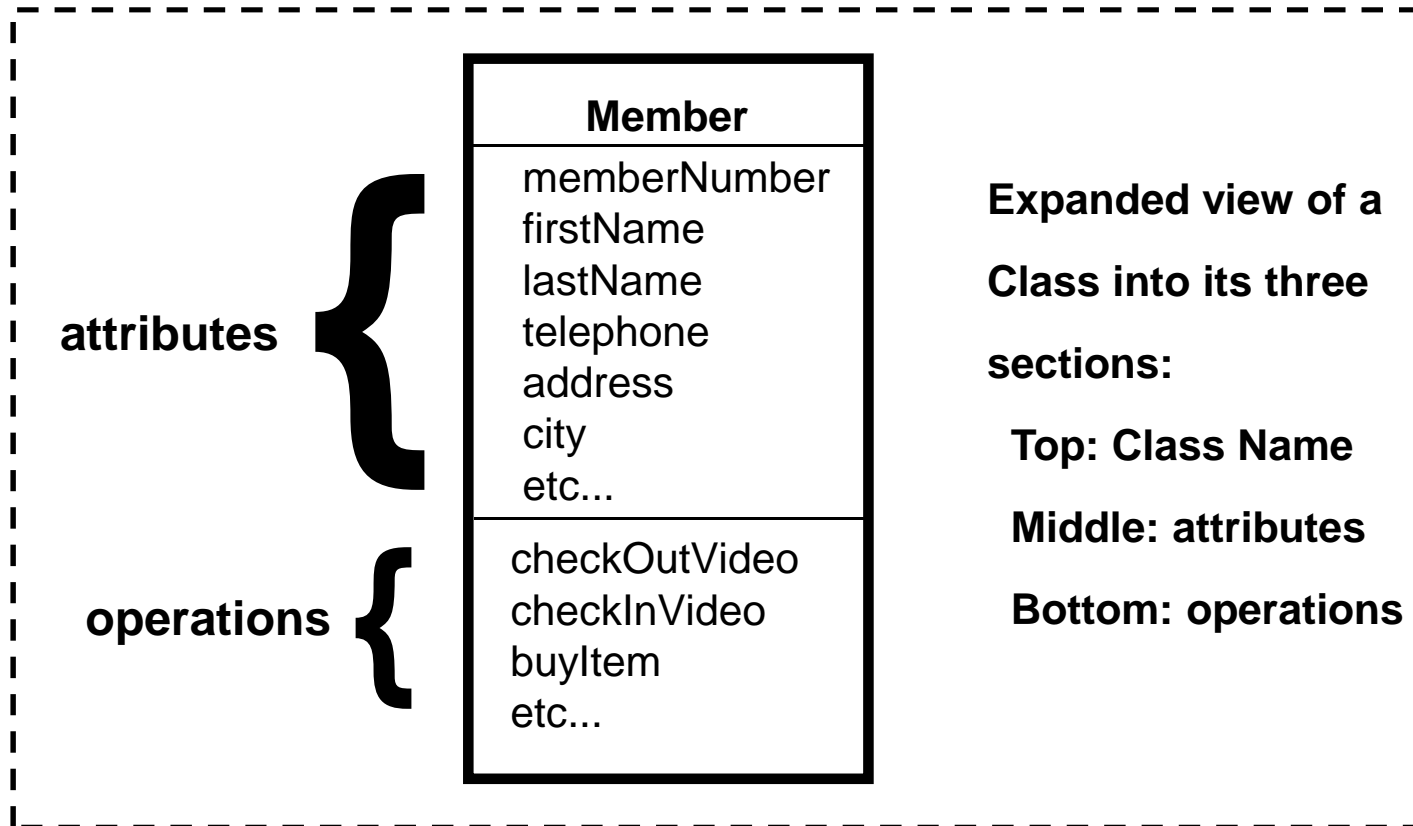 Member
memberNumber
firstName
lastName
telephone
address
city
etc...
attributes
checkOutVideo
checkInVideo
buyItem
etc...
operations
Expanded view of a
Class into its three
sections:
Top: Class Name
Middle: attributes
Bottom: operations